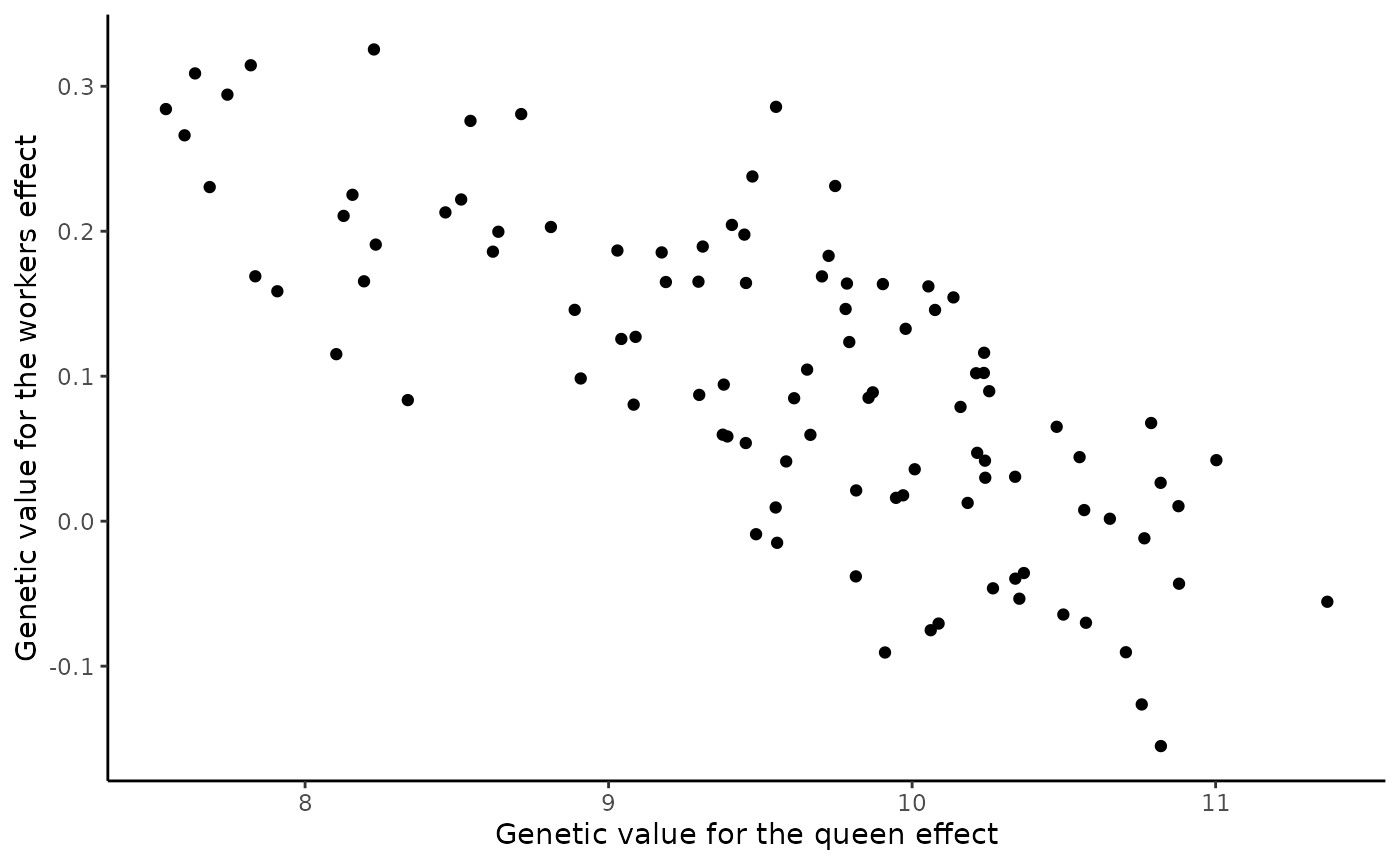 Genetic value for the workers effect
0.3
0.2
0.1
0.0
-0.1
8 9 10 11
Genetic value for the queen effect